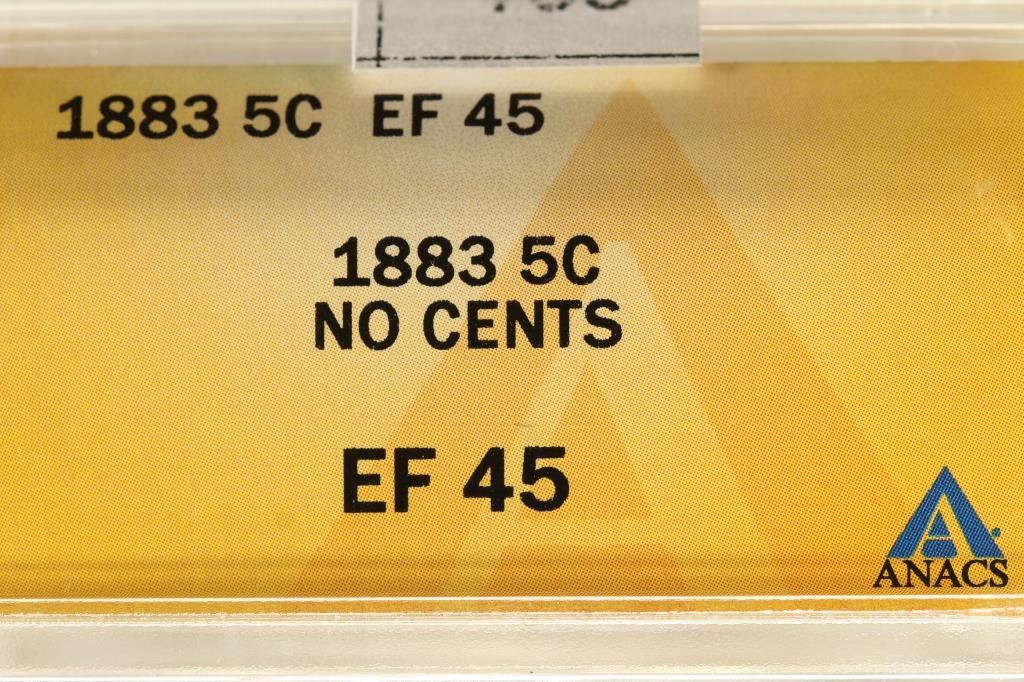 1883 5C EF 45
1883 5C
NO CENTS
EF 45
ANACS